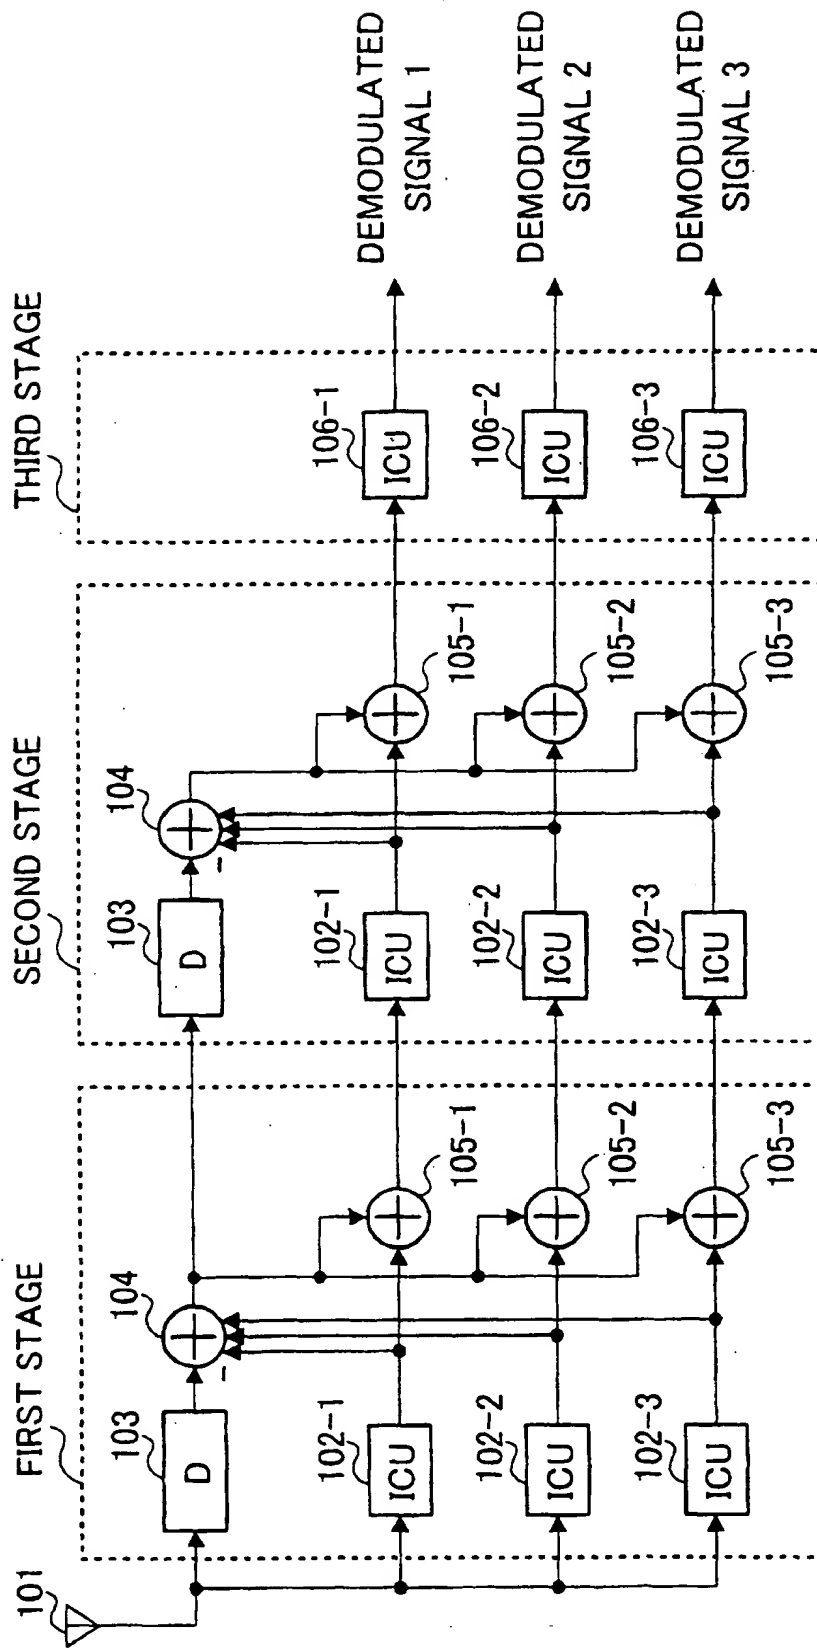 FIRST STAGE
SECOND STAGE
THIRD STAGE
101
103
D
104
-
102-1
ICU
105-1
102-2
ICU
105-2
102-3
ICU
105-3
103
D
104
-
102-1
ICU
105-1
102-2
ICU
105-2
102-3
ICU
105-3
106-1
ICU
106-2
ICU
106-3
ICU
DEMODULATED
SIGNAL 1
DEMODULATED
SIGNAL 2
DEMODULATED
SIGNAL 3